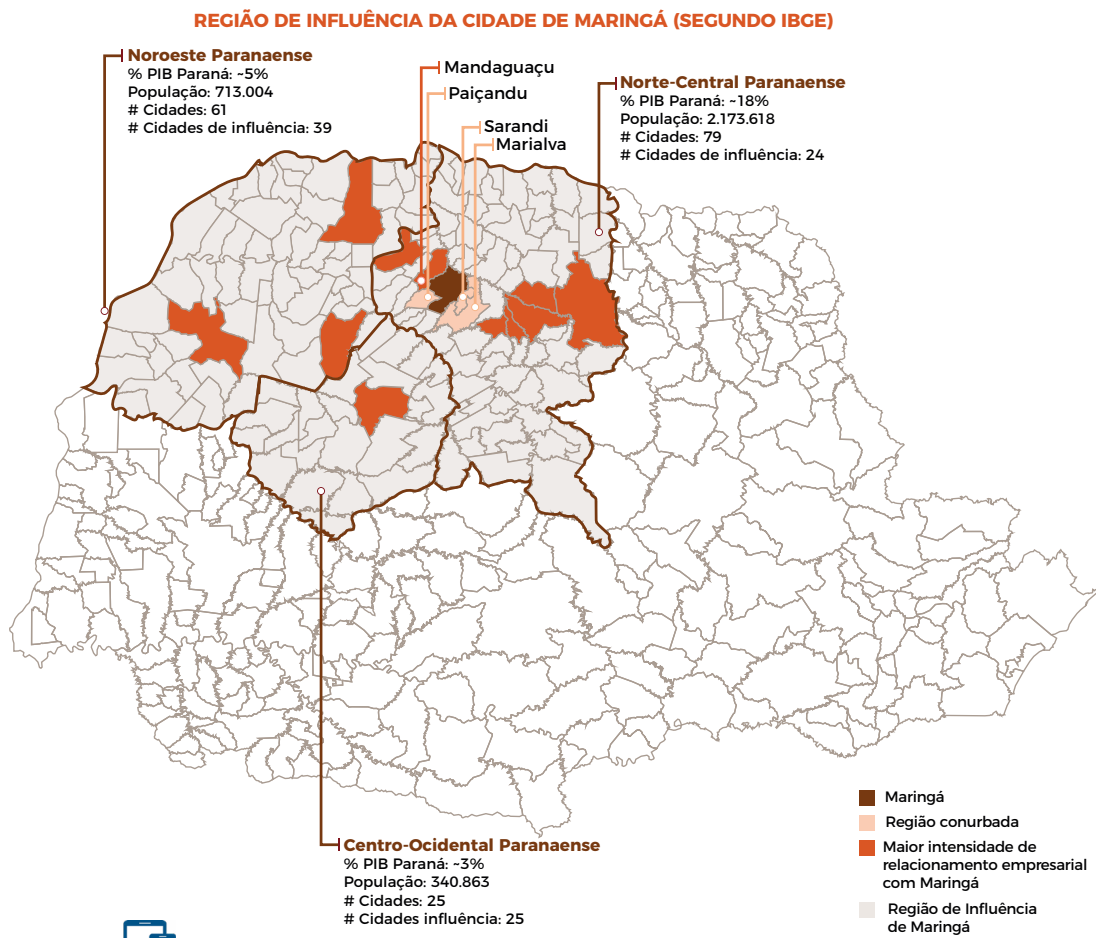 REGIÃO DE INFLUÊNCIA DA CIDADE DE MARINGÁ (SEGUNDO IBGE)
Noroeste Paranaense
% PIB Paraná: ~5%
População: 713.004
# Cidades: 61
# Cidades de influência: 39
Mandaguaçu
Paiçandu
Sarandi
Marialva
Norte-Central Paranaense
% PIB Paraná: ~18%
População: 2.173.618
# Cidades: 79
# Cidades de influência: 24
Centro-Ocidental Paranaense
% PIB Paraná: ~3%
População: 340.863
# Cidades: 25
# Cidades influência: 25
Maringá
Região conurbada
Maior intensidade de
relacionamento empresarial
com Maringá
Região de Influência
de Maringá